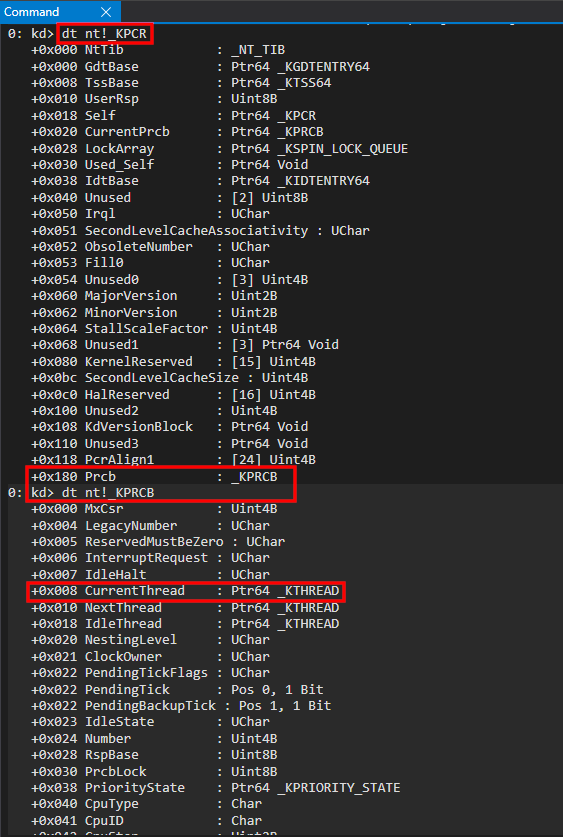 Command
0: kd> dt nt!_KPCR
+0x000 NtTib : _NT_TIB
+0x000 GdtBase : Ptr64 _KGDTENTRY64
+0x008 TssBase : Ptr64 _KTSS64
+0x010 UserRsp : Uint8B
+0x018 Self : Ptr64 _KPCR
+0x020 CurrentPrcb : Ptr64 _KPRCB
+0x028 LockArray : Ptr64 _KSPIN_LOCK_QUEUE
+0x030 Used_Self : Ptr64 Void
+0x038 IdtBase : Ptr64 _KIDTENTRY64
+0x040 Unused : [2] Uint8B
+0x050 Irql : UChar
+0x051 SecondLevelCacheAssociativity : UChar
+0x052 ObsoleteNumber : UChar
+0x053 Fill0 : UChar
+0x054 Unused0 : [3] Uint4B
+0x060 MajorVersion : Uint2B
+0x062 MinorVersion : Uint2B
+0x064 StallScaleFactor : Uint4B
+0x068 Unused1 : [3] Ptr64 Void
+0x080 KernelReserved : [15] Uint4B
+0x0bc SecondLevelCacheSize : Uint4B
+0x0c0 HalReserved : [16] Uint4B
+0x100 Unused2 : Uint4B
+0x108 KdVersionBlock : Ptr64 Void
+0x110 Unused3 : Ptr64 Void
+0x118 PcrAlign1 : [24] Uint4B
+0x180 Prcb : _KPRCB
0: kd> dt nt!_KPRCB
+0x000 MxCsr : Uint4B
+0x004 LegacyNumber : UChar
+0x005 ReservedMustBeZero : UChar
+0x006 InterruptRequest : UChar
+0x007 IdleHalt : UChar
+0x008 CurrentThread : Ptr64 _KTHREAD
+0x010 NextThread : Ptr64 _KTHREAD
+0x018 IdleThread : Ptr64 _KTHREAD
+0x020 NestingLevel : UChar
+0x021 ClockOwner : UChar
+0x022 PendingTickFlags : UChar
+0x022 PendingTick : Pos 0, 1 Bit
+0x022 PendingBackupTick : Pos 1, 1 Bit
+0x023 IdleState : UChar
+0x024 Number : Uint4B
+0x028 RspBase : Uint8B
+0x030 PrcbLock : Uint8B
+0x038 PriorityState : Ptr64 _KPRIORITY_STATE
+0x040 CpuType : Char
+0x041 CpuID : Char